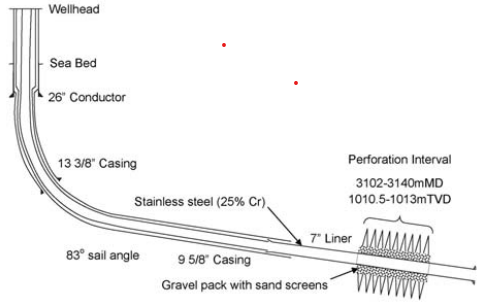 Wellhead
Sea Bed
26" Conductor
13 3/8" Casing
Perforation Interval
3102-3140mMD
1010.5-1013mTVD
Stainless steel (25% Cr)
7" Liner
83° sail angle
9 5/8" Casing
Gravel pack with sand screens